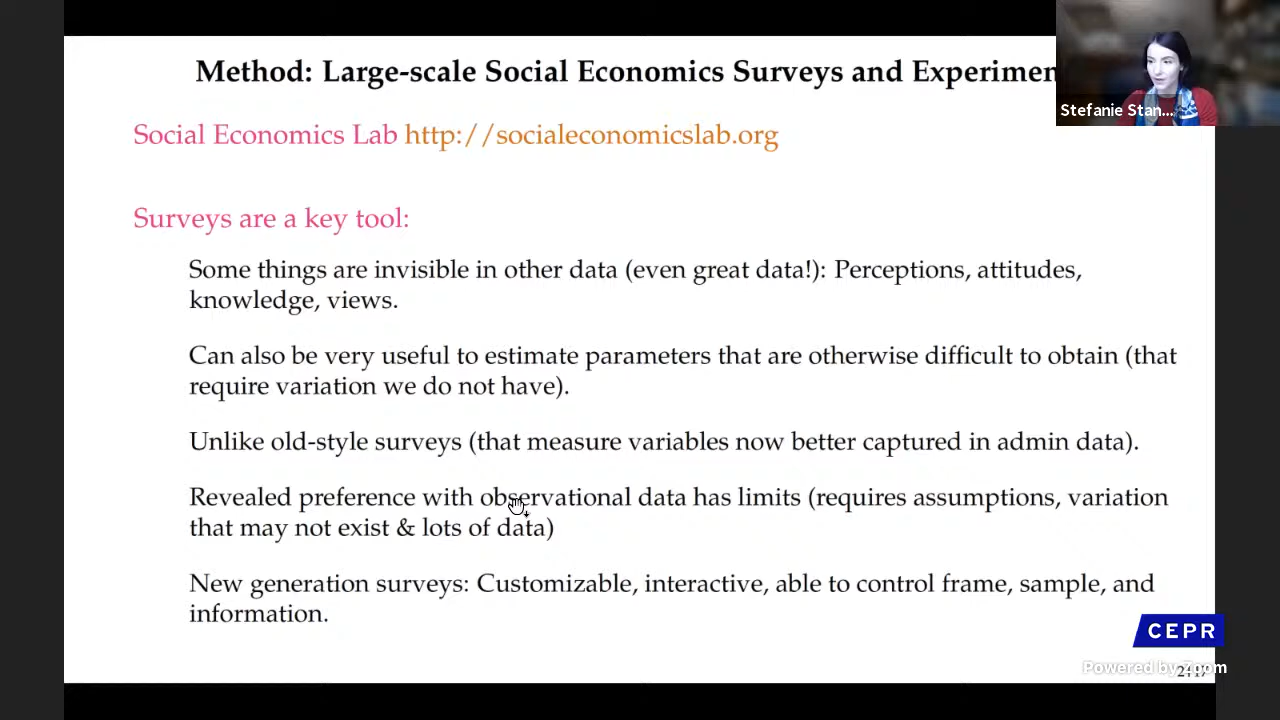 Method: Large-scale Social Economics Surveys and Experimen
Stefanie Stan...
Social Economics Lab http://socialeconomicslab.org
Surveys are a key tool:
Some things are invisible in other data (even great data!): Perceptions, attitudes,
knowledge, views.
Can also be very useful to estimate parameters that are otherwise difficult to obtain (that
require variation we do not have).
Unlike old-style surveys (that measure variables now better captured in admin data).
Revealed preference with observational data has limits (requires assumptions, variation
that may not exist & lots of data)
New generation surveys: Customizable, interactive, able to control frame, sample, and
information.
CEPR
Powered by Zoom